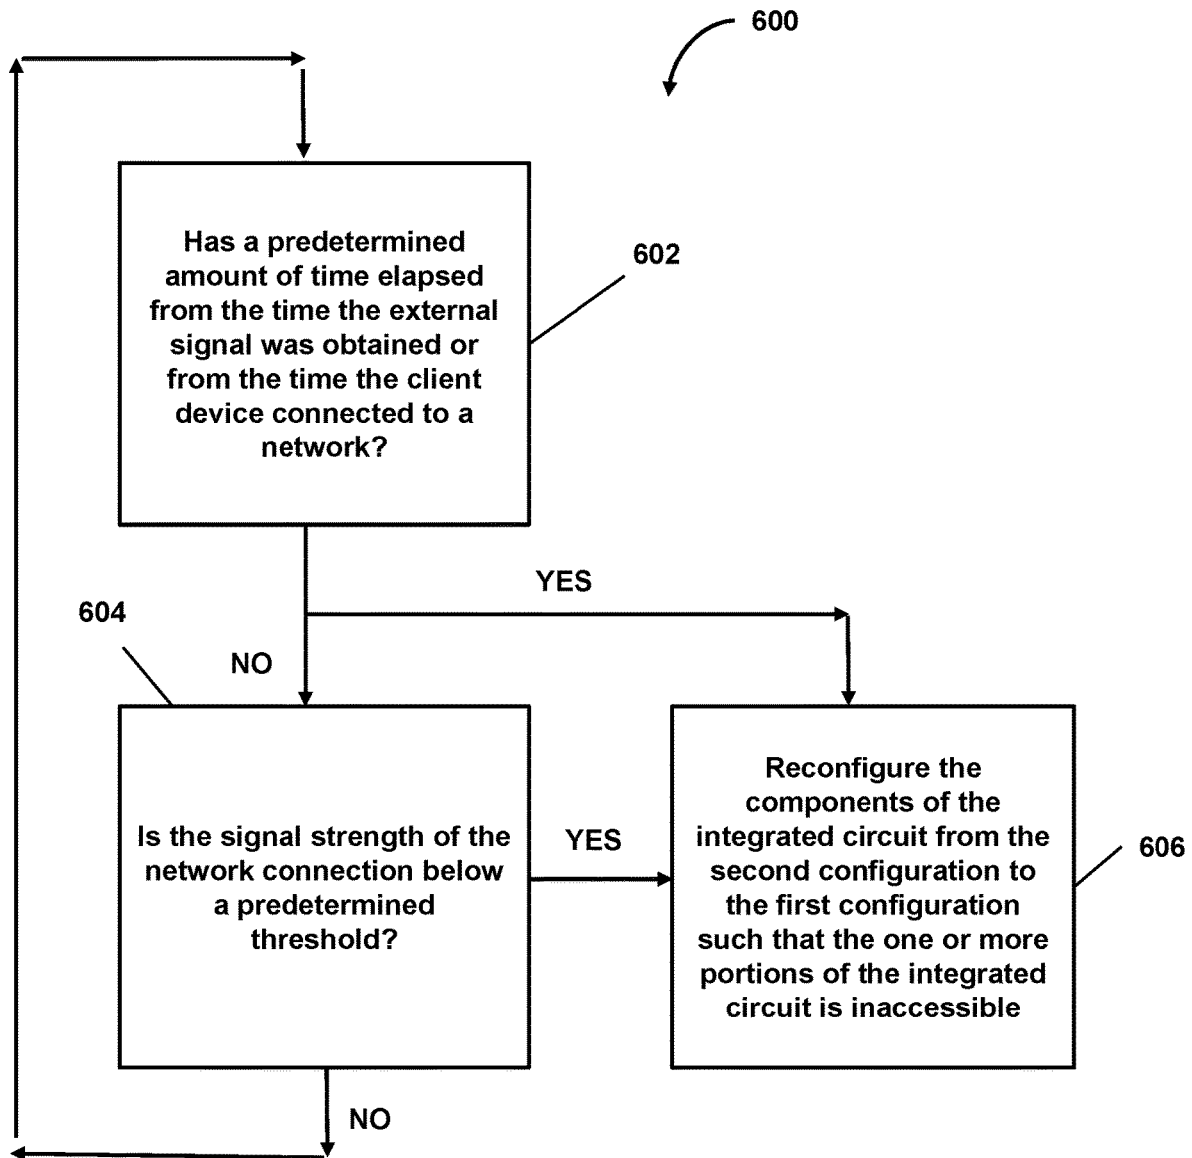 600
Has a predetermined
amount of time elapsed
from the time the external
signal was obtained or
from the time the client
device connected to a
network?
602
YES
604
NO
Is the signal strength of the
network connection below
a predetermined
threshold?
YES
Reconfigure the
components of the
integrated circuit from the
second configuration to
the first configuration
such that the one or more
portions of the integrated
circuit is inaccessible
606
NO